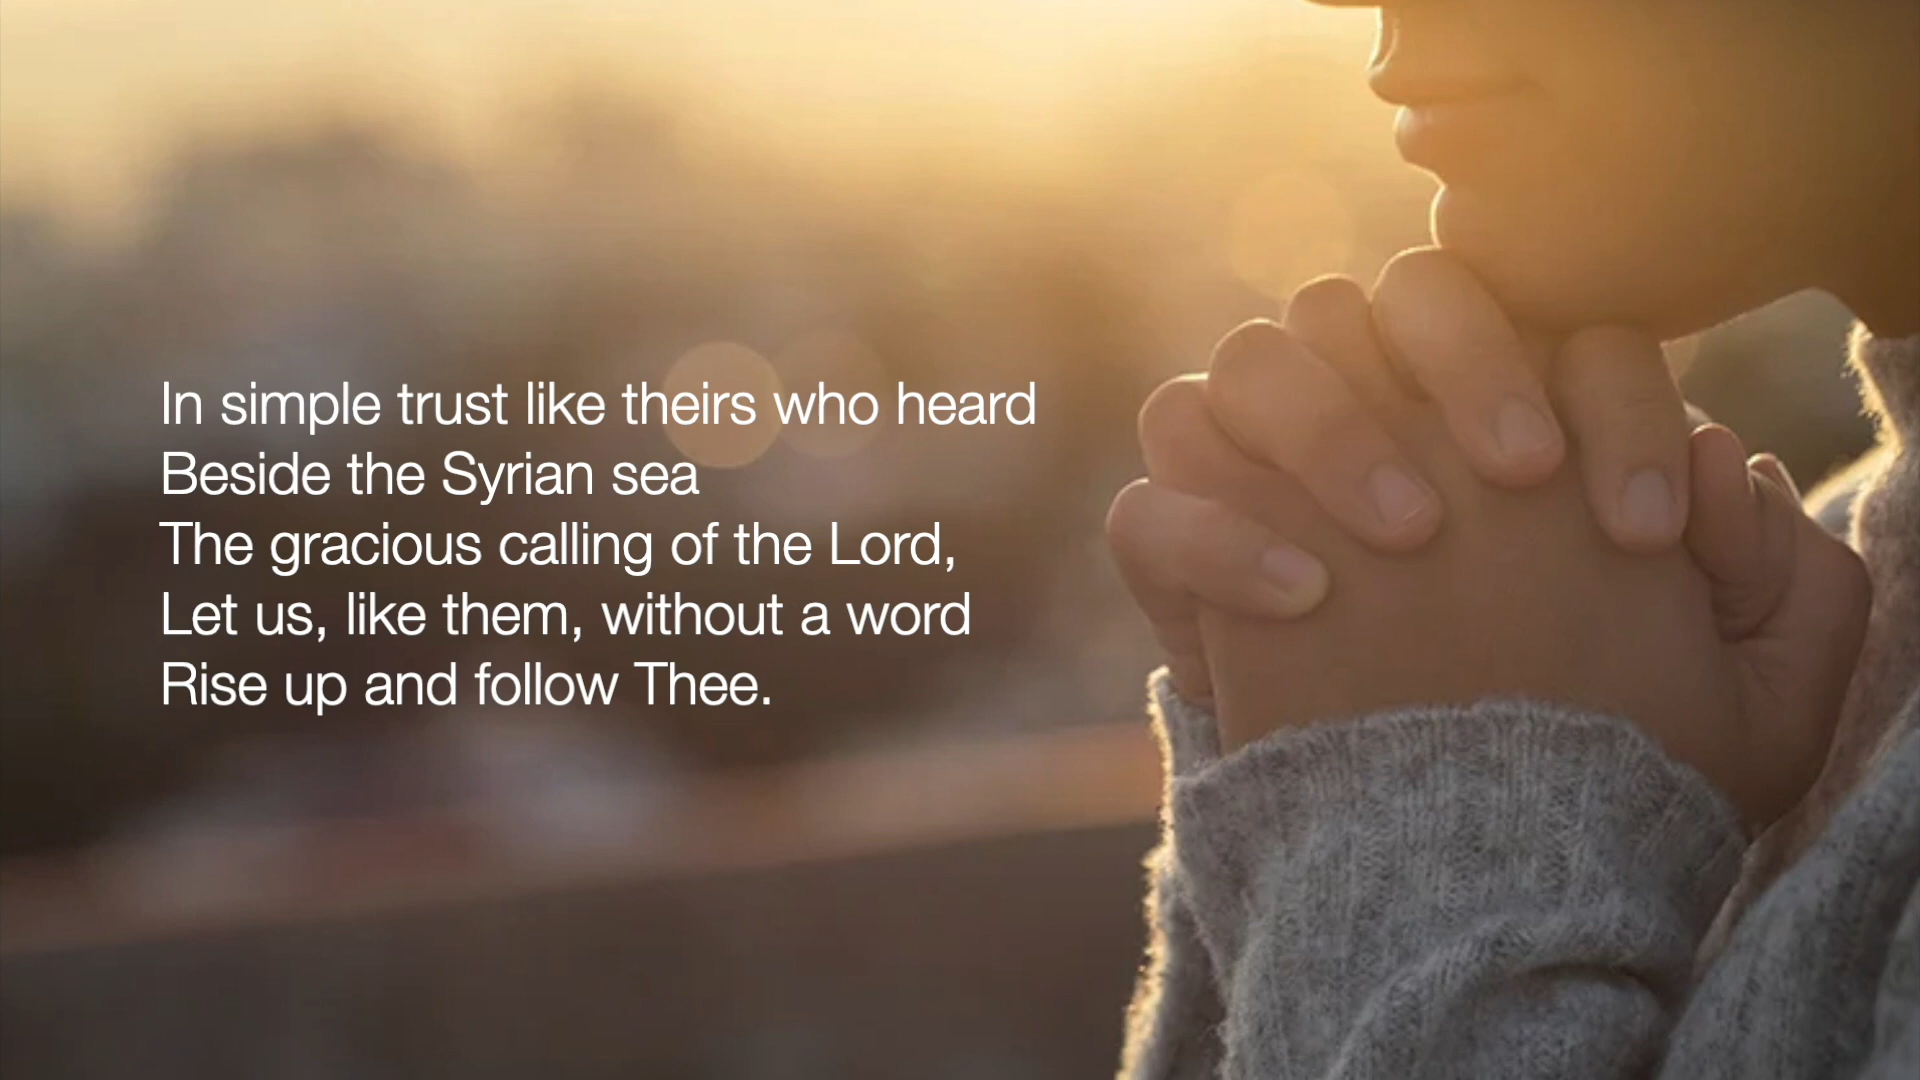 In simple trust like theirs who heard
Beside the Syrian sea
The gracious calling of the Lord,
Let us, like them, without a word
Rise up and follow Thee.